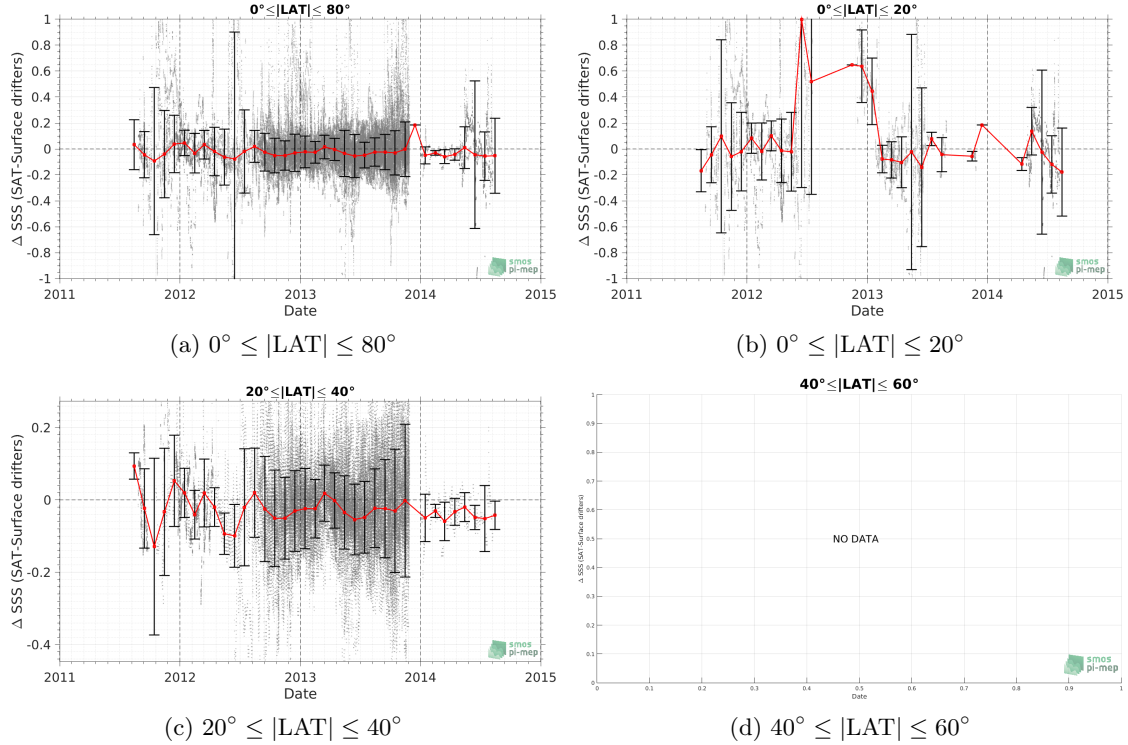 0°≤|LAT|≤ 80°
Δ SSS (SAT-Surface drifters)
1
0.8
0.6
0.4
0.2
0
-0.2
-0.4
-0.6
-0.8
-1
2011
2012
2013
2014
2015
Date
smos
pi-mep
(a) 0° ≤ |LAT| ≤ 80°
0°≤|LAT|≤ 20°
Δ SSS (SAT-Surface drifters)
1
0.8
0.6
0.4
0.2
0
-0.2
-0.4
-0.6
-0.8
-1
2011
2012
2013
2014
2015
Date
smos
pi-mep
(b) 0° ≤ |LAT| ≤ 20°
20°≤|LAT|≤ 40°
Δ SSS (SAT-Surface drifters)
0.2
0
-0.2
-0.4
2011
2012
2013
2014
2015
Date
smos
pi-mep
(c) 20° ≤ |LAT| ≤ 40°
40°≤|LAT|≤ 60°
Δ SSS (SAT-Surface drifters)
1
0.9
0.8
0.7
0.6
0.5
0.4
0.3
0.2
0.1
0
NO DATA
0
0.1
0.2
0.3
0.4
0.5
0.6
0.7
0.8
0.9
1
Date
smos
pi-mep
(d) 40° ≤ |LAT| ≤ 60°